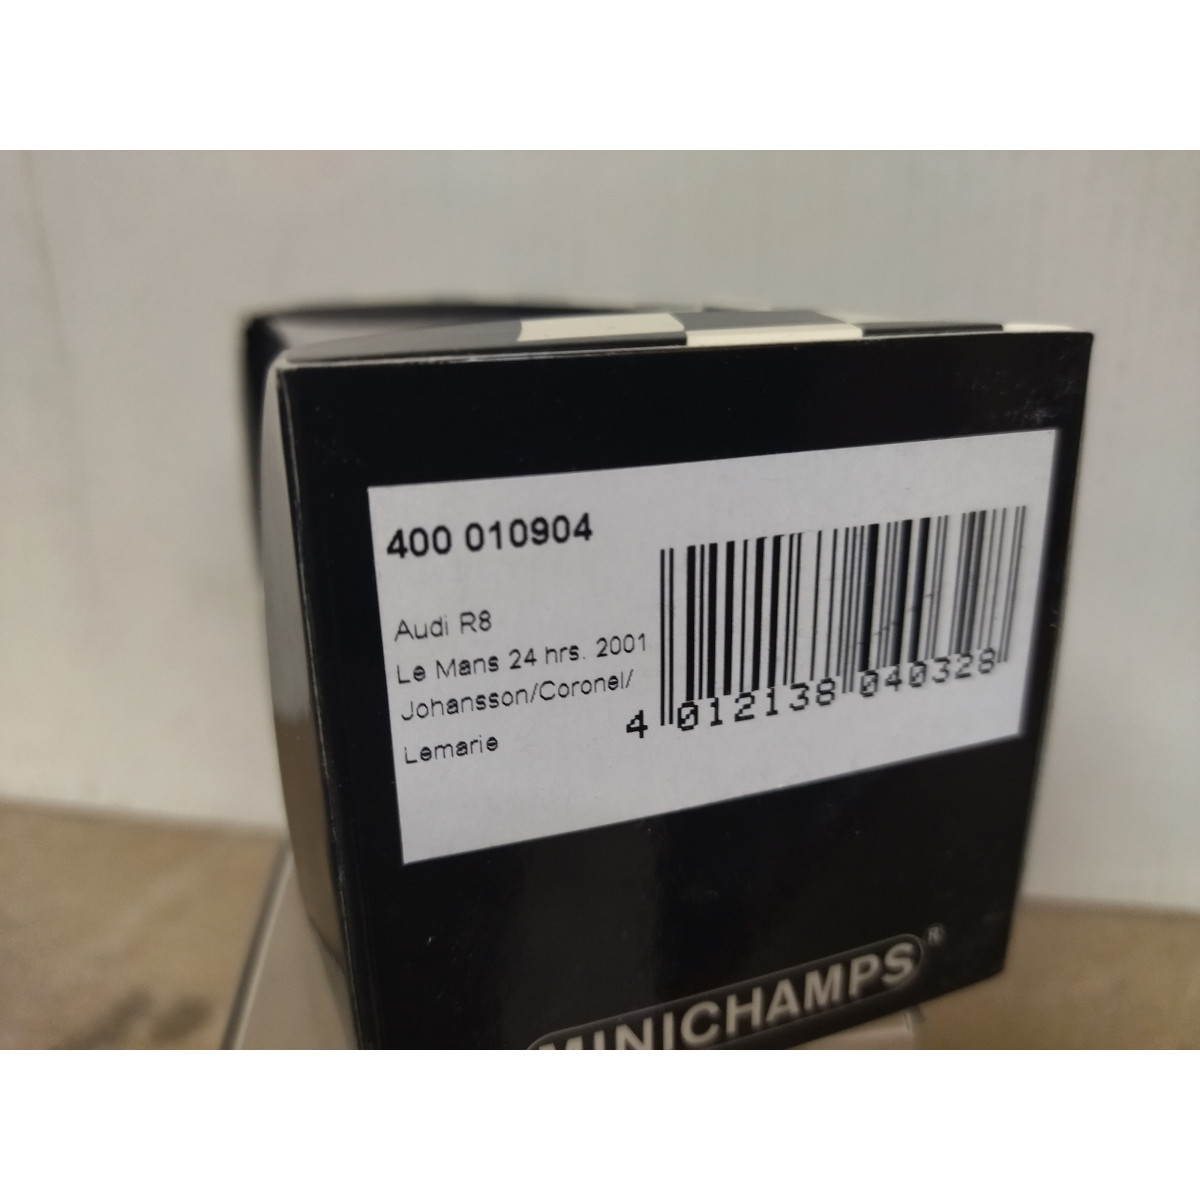 400 010904
Audi R8
Le Mans 24 hrs. 2001
Johansson/Coronel/
Lemarie
4 012138 040328
MINICHAMPS®